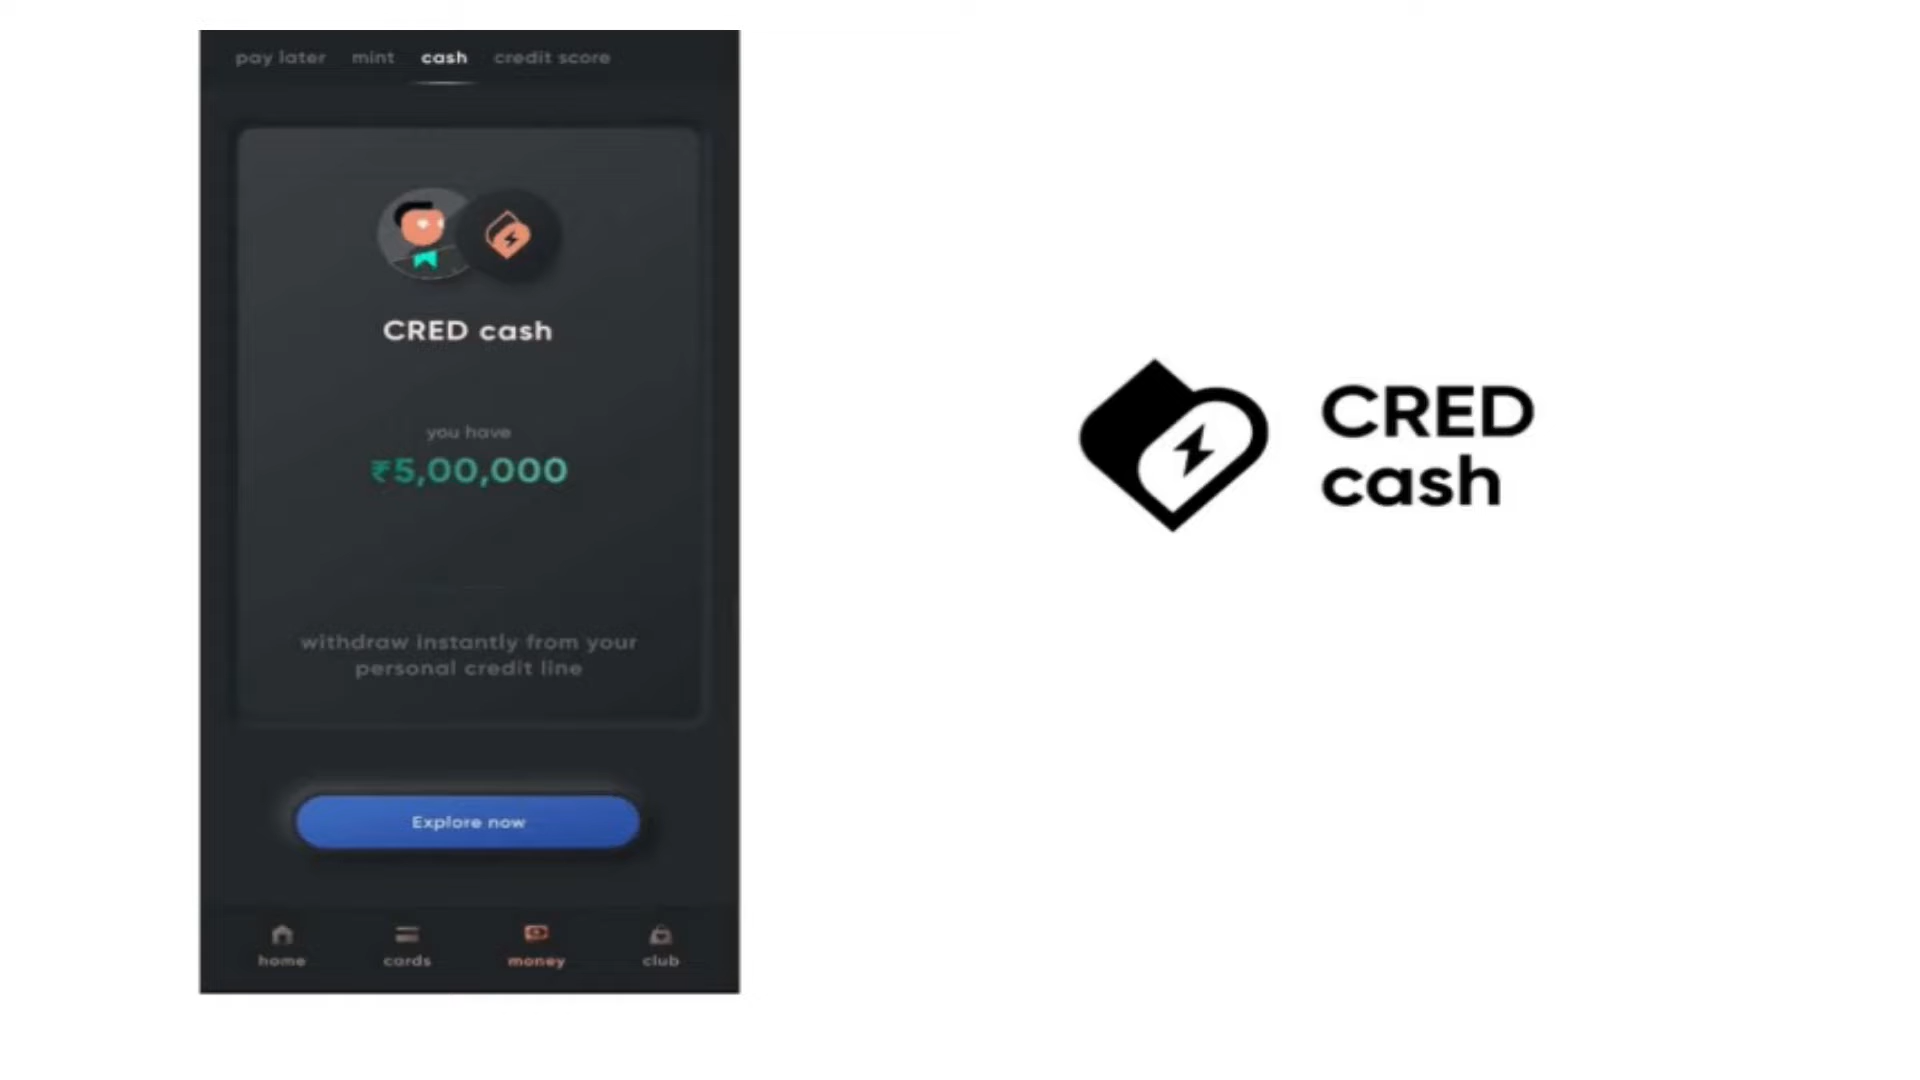 pay later mint cash credit score
CRED cash
you have
₹5,00,000
withdraw instantly from your
personal credit line
Explore now
home cards money club
CRED
cash